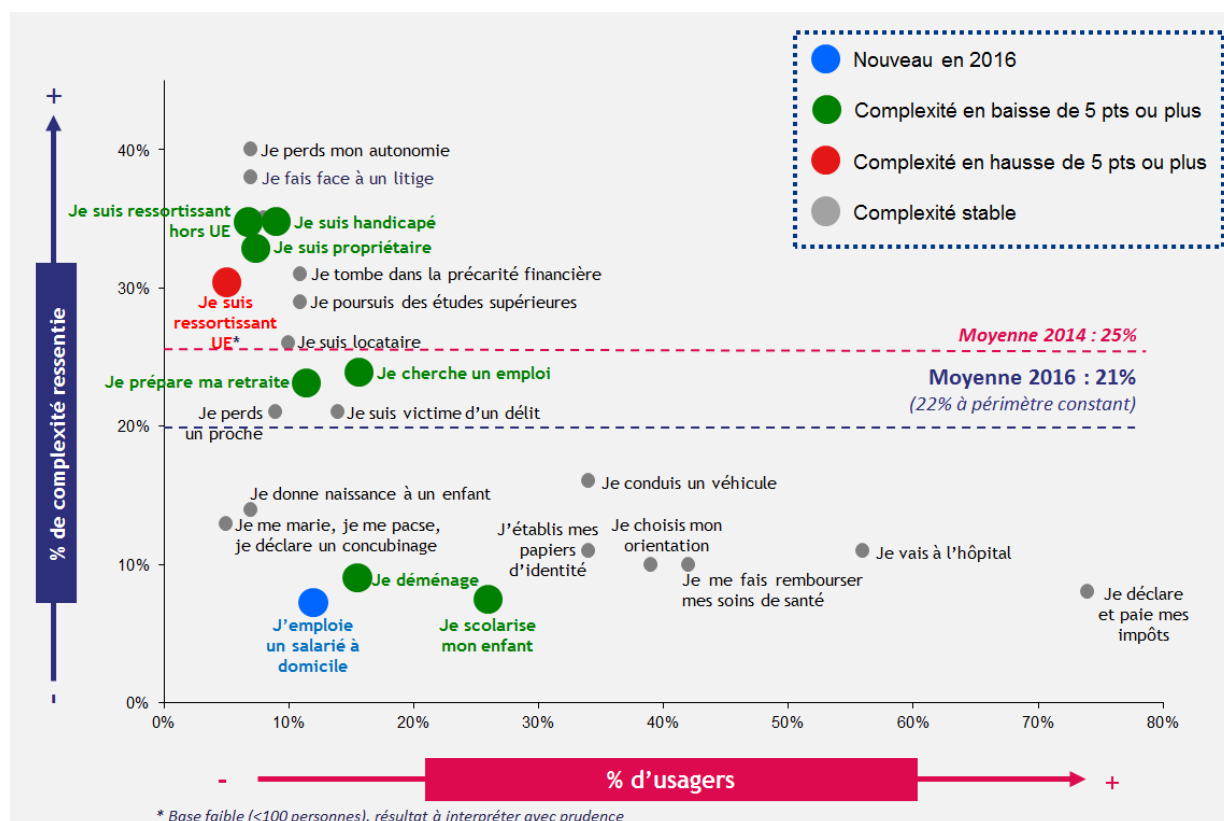 Nouveau en 2016
Complexité en baisse de 5 pts ou plus
Complexité en hausse de 5 pts ou plus
Complexité stable
+
% de complexité ressentie
-
40%
30%
20%
10%
0%
Je perds mon autonomie
Je fais face à un litige
Je suis ressortissant
hors UE
Je suis handicapé
Je suis propriétaire
Je tombe dans la précarité financière
Je poursuis des études supérieures
Je suis
ressortissant
UE*
Je suis locataire
Moyenne 2014 : 25%
Je prépare ma retraite
Je cherche un emploi
Moyenne 2016 : 21%
(22% à périmètre constant)
Je perds
un proche
Je suis victime d'un délit
Je donne naissance à un enfant
Je me marie, je me pacse,
je déclare un concubinage
Je conduis un véhicule
J'établis mes
papiers
d'identité
Je choisis mon
orientation
Je me fais rembourser
mes soins de santé
Je vais à l'hôpital
Je déclare
et paie mes
impôts
Je déménage
J'emploie
un salarié à
domicile
Je scolarise
mon enfant
0%
10%
20%
30%
40%
50%
60%
70%
80%
-
% d'usagers
+
* Base faible (<100 personnes), résultat à interpréter avec prudence